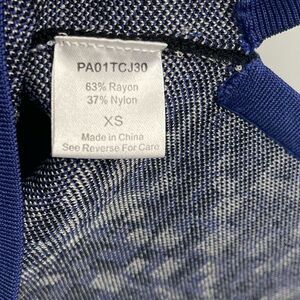 PA01TCJ30
63% Rayon
37% Nylon
XS
Made in China
See Reverse For Care